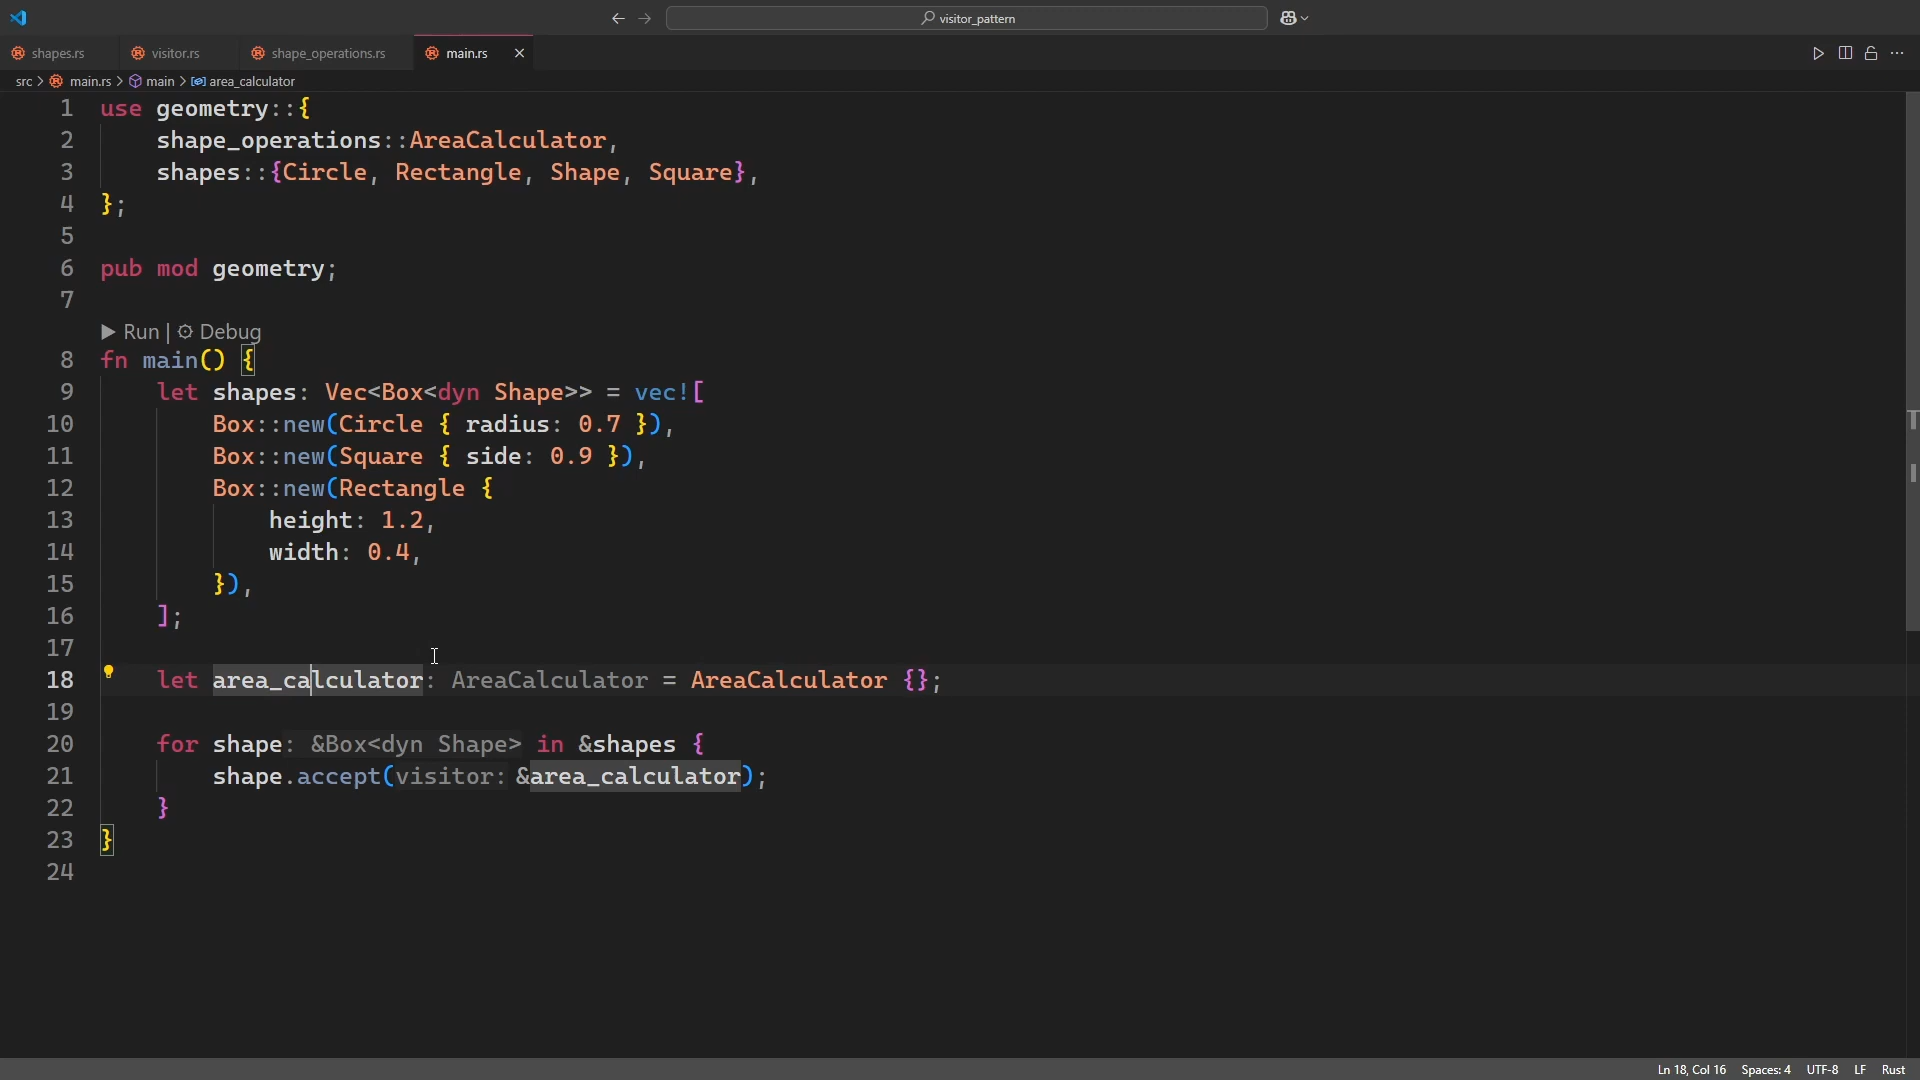 visitor_pattern
shapes.rs visitor.rs shape_operations.rs main.rs
src > main.rs > main > area_calculator
1 use geometry::{
2     shape_operations::AreaCalculator,
3     shapes::{Circle, Rectangle, Shape, Square},
4 };
5
6 pub mod geometry;
7
▶ Run | Debug
8 fn main() {
9     let shapes: Vec<Box<dyn Shape>> = vec![
10         Box::new(Circle { radius: 0.7 }),
11         Box::new(Square { side: 0.9 }),
12         Box::new(Rectangle {
13             height: 1.2,
14             width: 0.4,
15         }),
16     ];
17
18     let area_calculator: AreaCalculator = AreaCalculator {};
19
20     for shape: &Box<dyn Shape> in &shapes {
21         shape.accept(visitor: &area_calculator);
22     }
23 }
24
Ln 18, Col 16 Spaces: 4 UTF-8 LF Rust